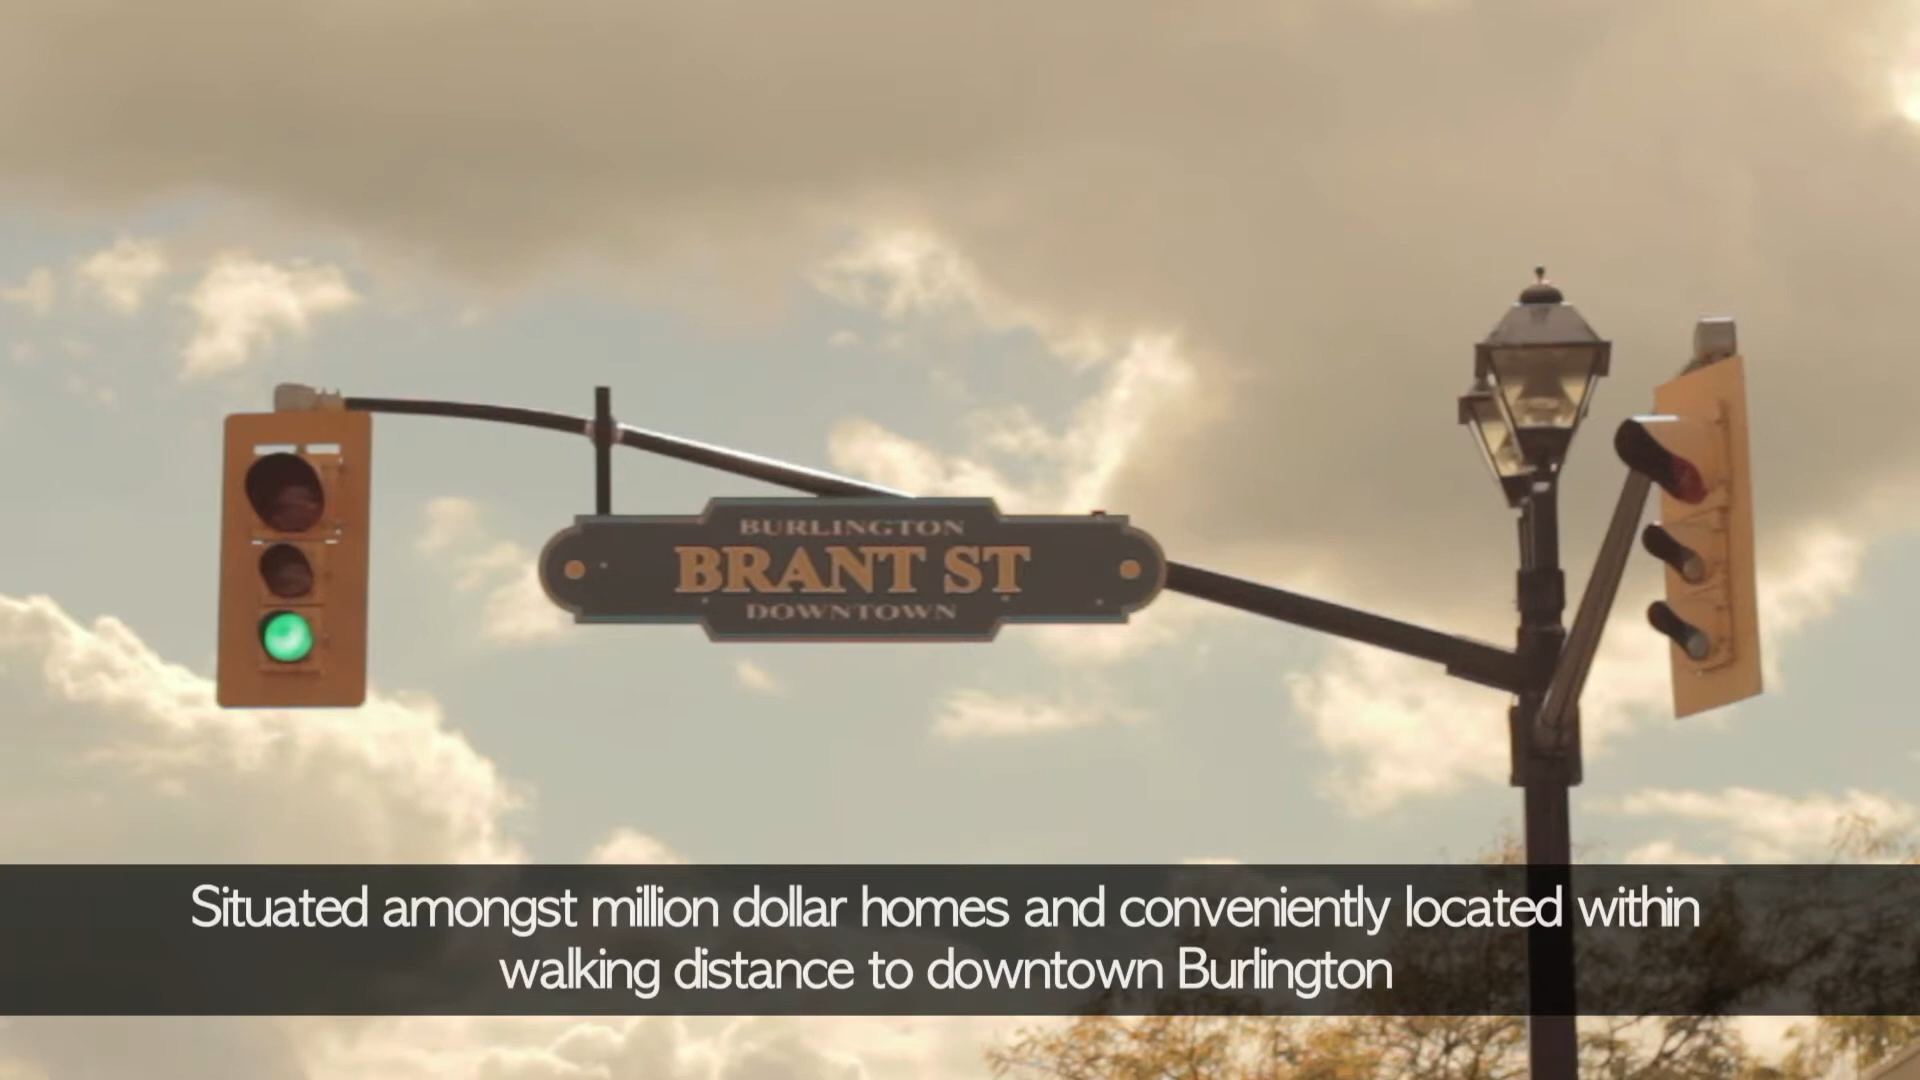 BURLINGTON
BRANT ST
DOWNTOWN
Situated amongst million dollar homes and conveniently located within
walking distance to downtown Burlington